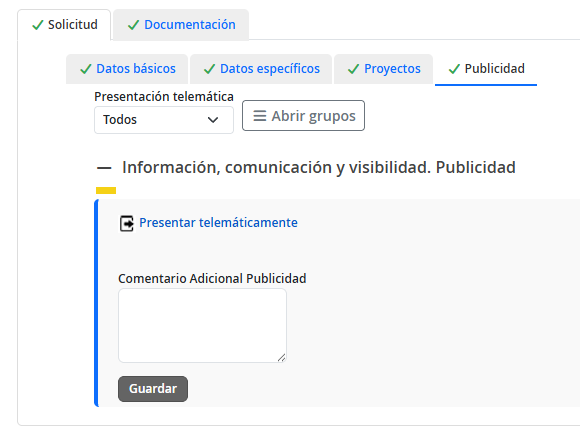 Solicitud Documentación
Datos básicos Datos específicos Proyectos Publicidad
Presentación telemática
Todos Abrir grupos
Información, comunicación y visibilidad. Publicidad
Presentar telemáticamente
Comentario Adicional Publicidad
Guardar